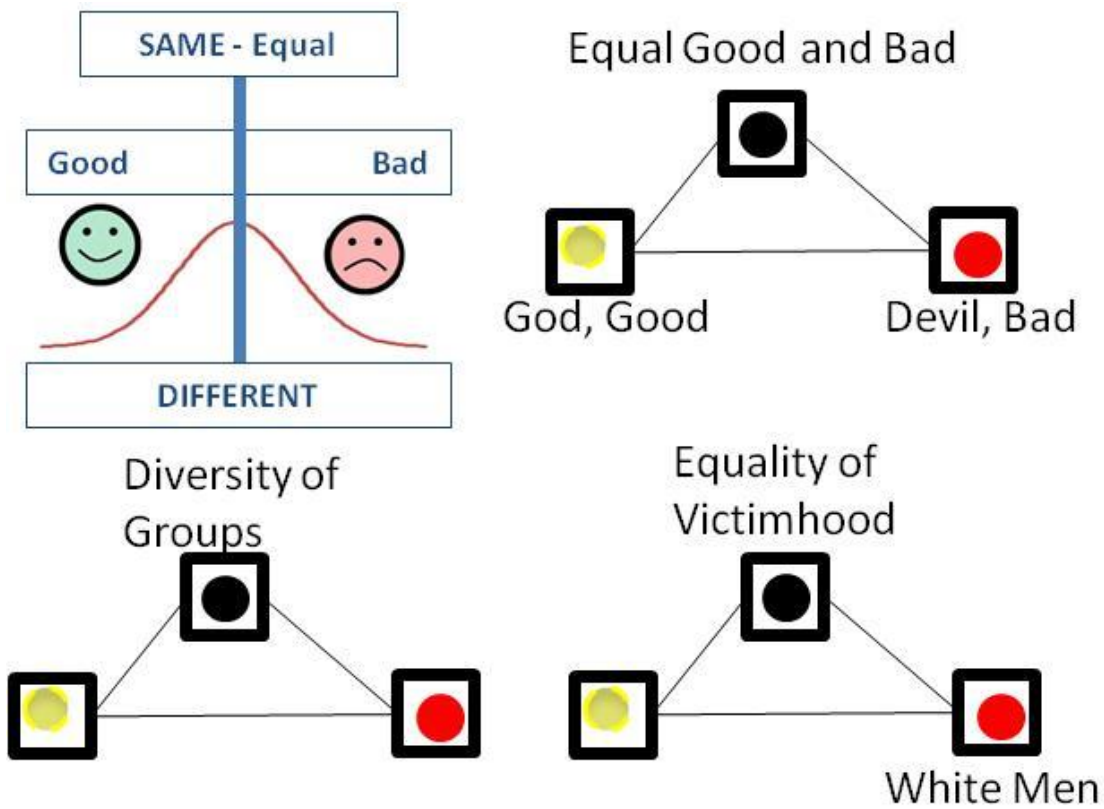 SAME - Equal
Good
Bad
DIFFERENT
Equal Good and Bad
God, Good
Devil, Bad
Diversity of
Groups
Equality of
Victimhood
White Men